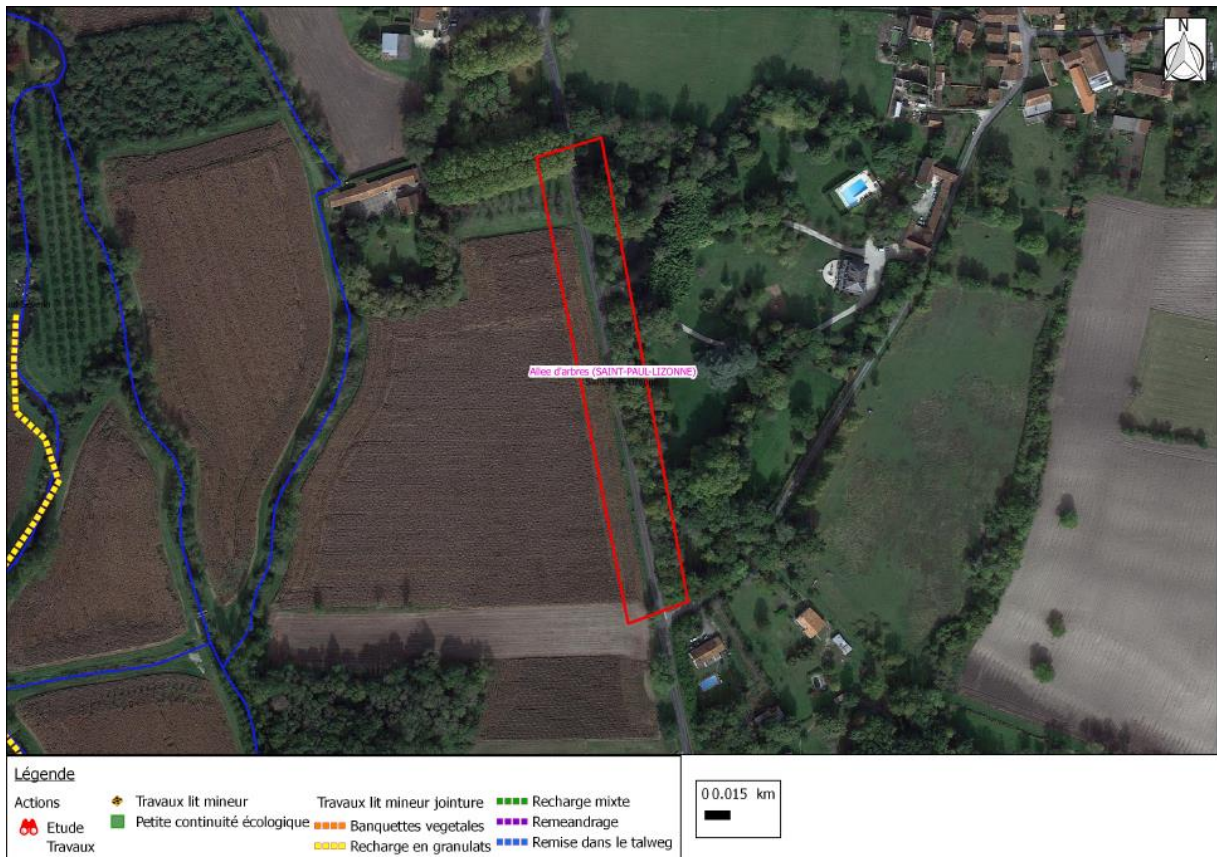 N
Allee d'arbres (SAINT-PAUL-LIZONNE)
Légende
Actions
Etude
Travaux
Travaux lit mineur
Petite continuité écologique
Travaux lit mineur jointure
Banquettes vegetales
Recharge en granulats
Recharge mixte
Remeandrage
Remise dans le talweg
0 0.015 km